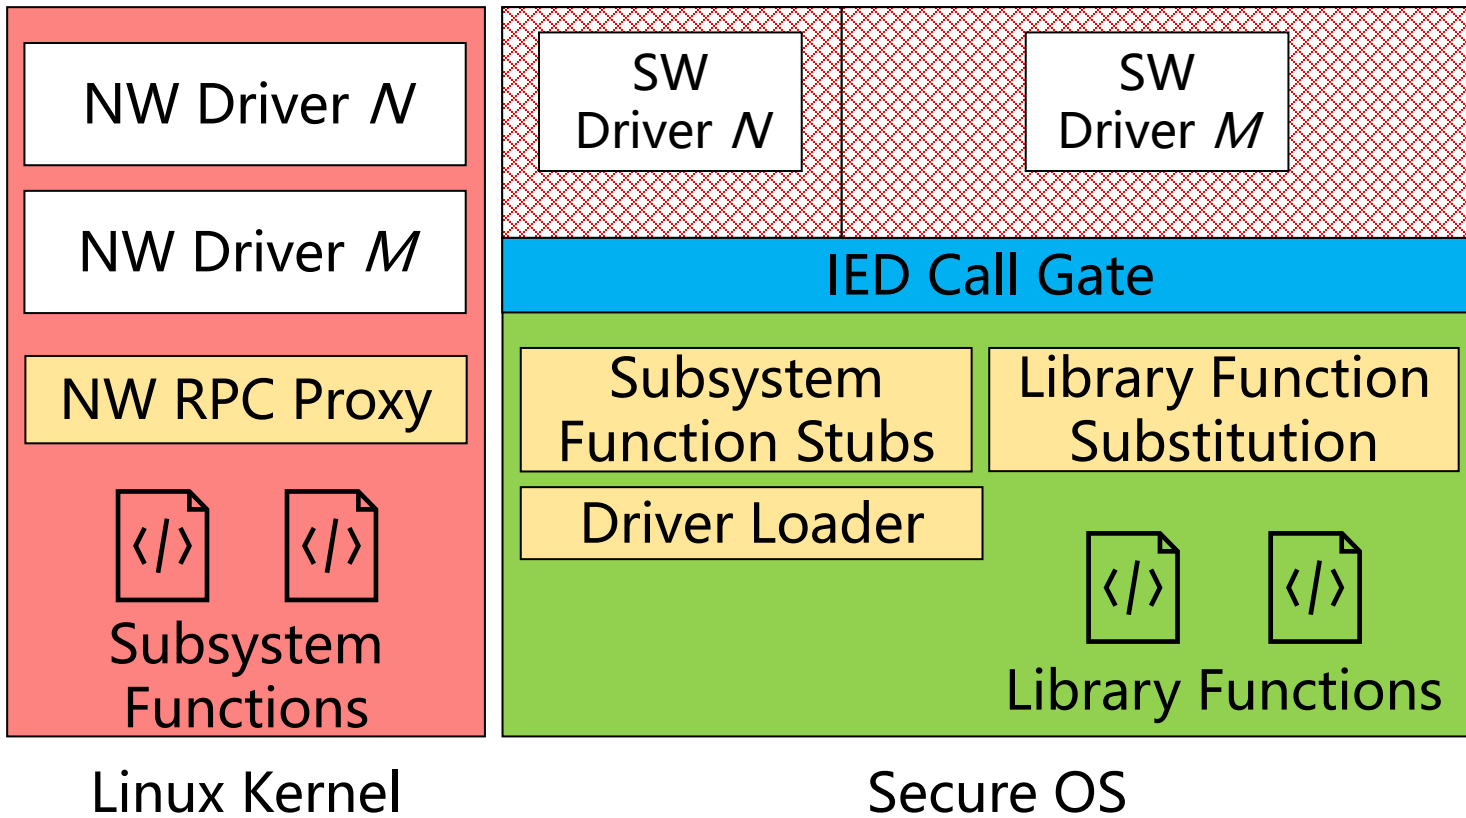 NW Driver N
NW Driver M
NW RPC Proxy
</>
</>
Subsystem
Functions
Linux Kernel
SW
Driver N
SW
Driver M
IED Call Gate
Subsystem
Function Stubs
Library Function
Substitution
Driver Loader
</>
</>
Library Functions
Secure OS